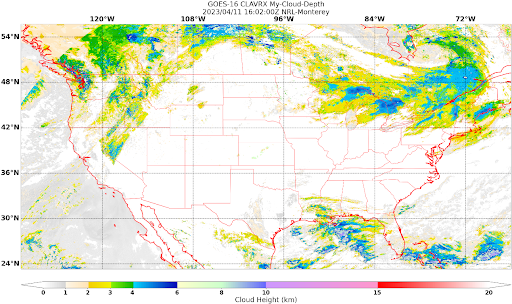 GOES-16 CLAVRX My-Cloud-Depth
2023/04/11 16:02:00Z NRL-Monterey
120°W 108°W 96°W 84°W 72°W
54°N
48°N
42°N
36°N
30°N
24°N
0 1 2 3 4 6 8 10 15 20
Cloud Height (km)